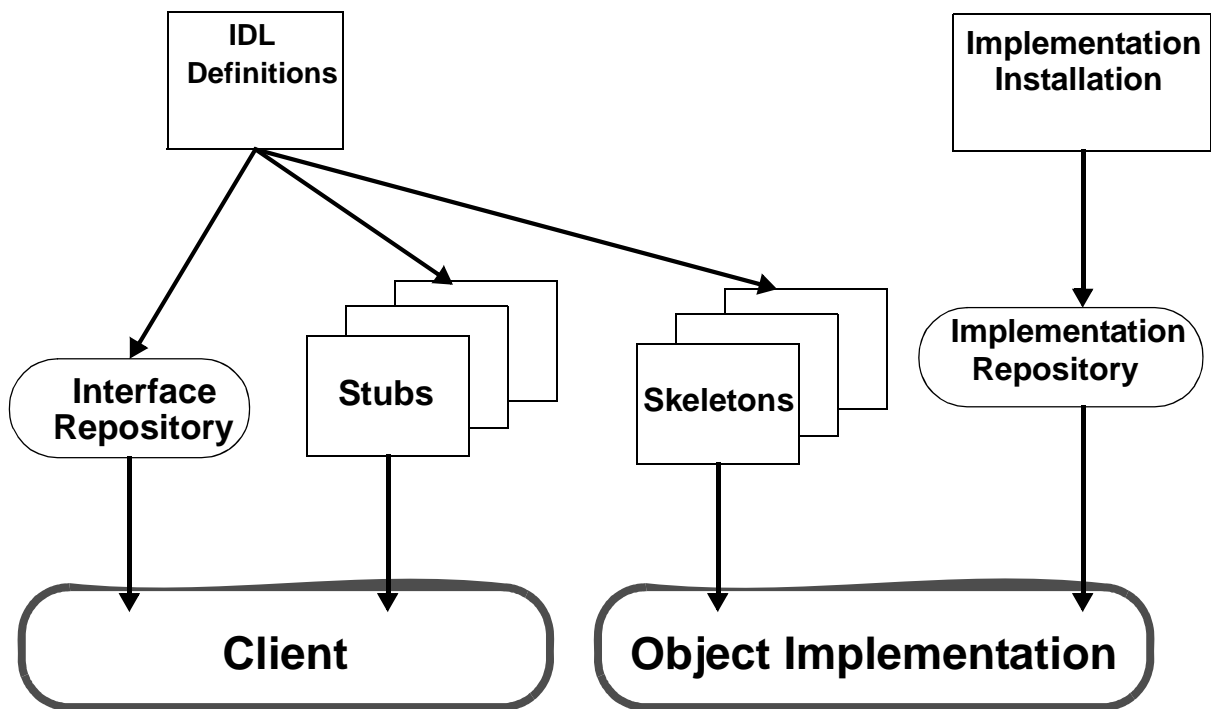 IDL
Definitions
Implementation
Installation
Interface
Repository
Stubs
Skeletons
Implementation
Repository
Client
Object Implementation